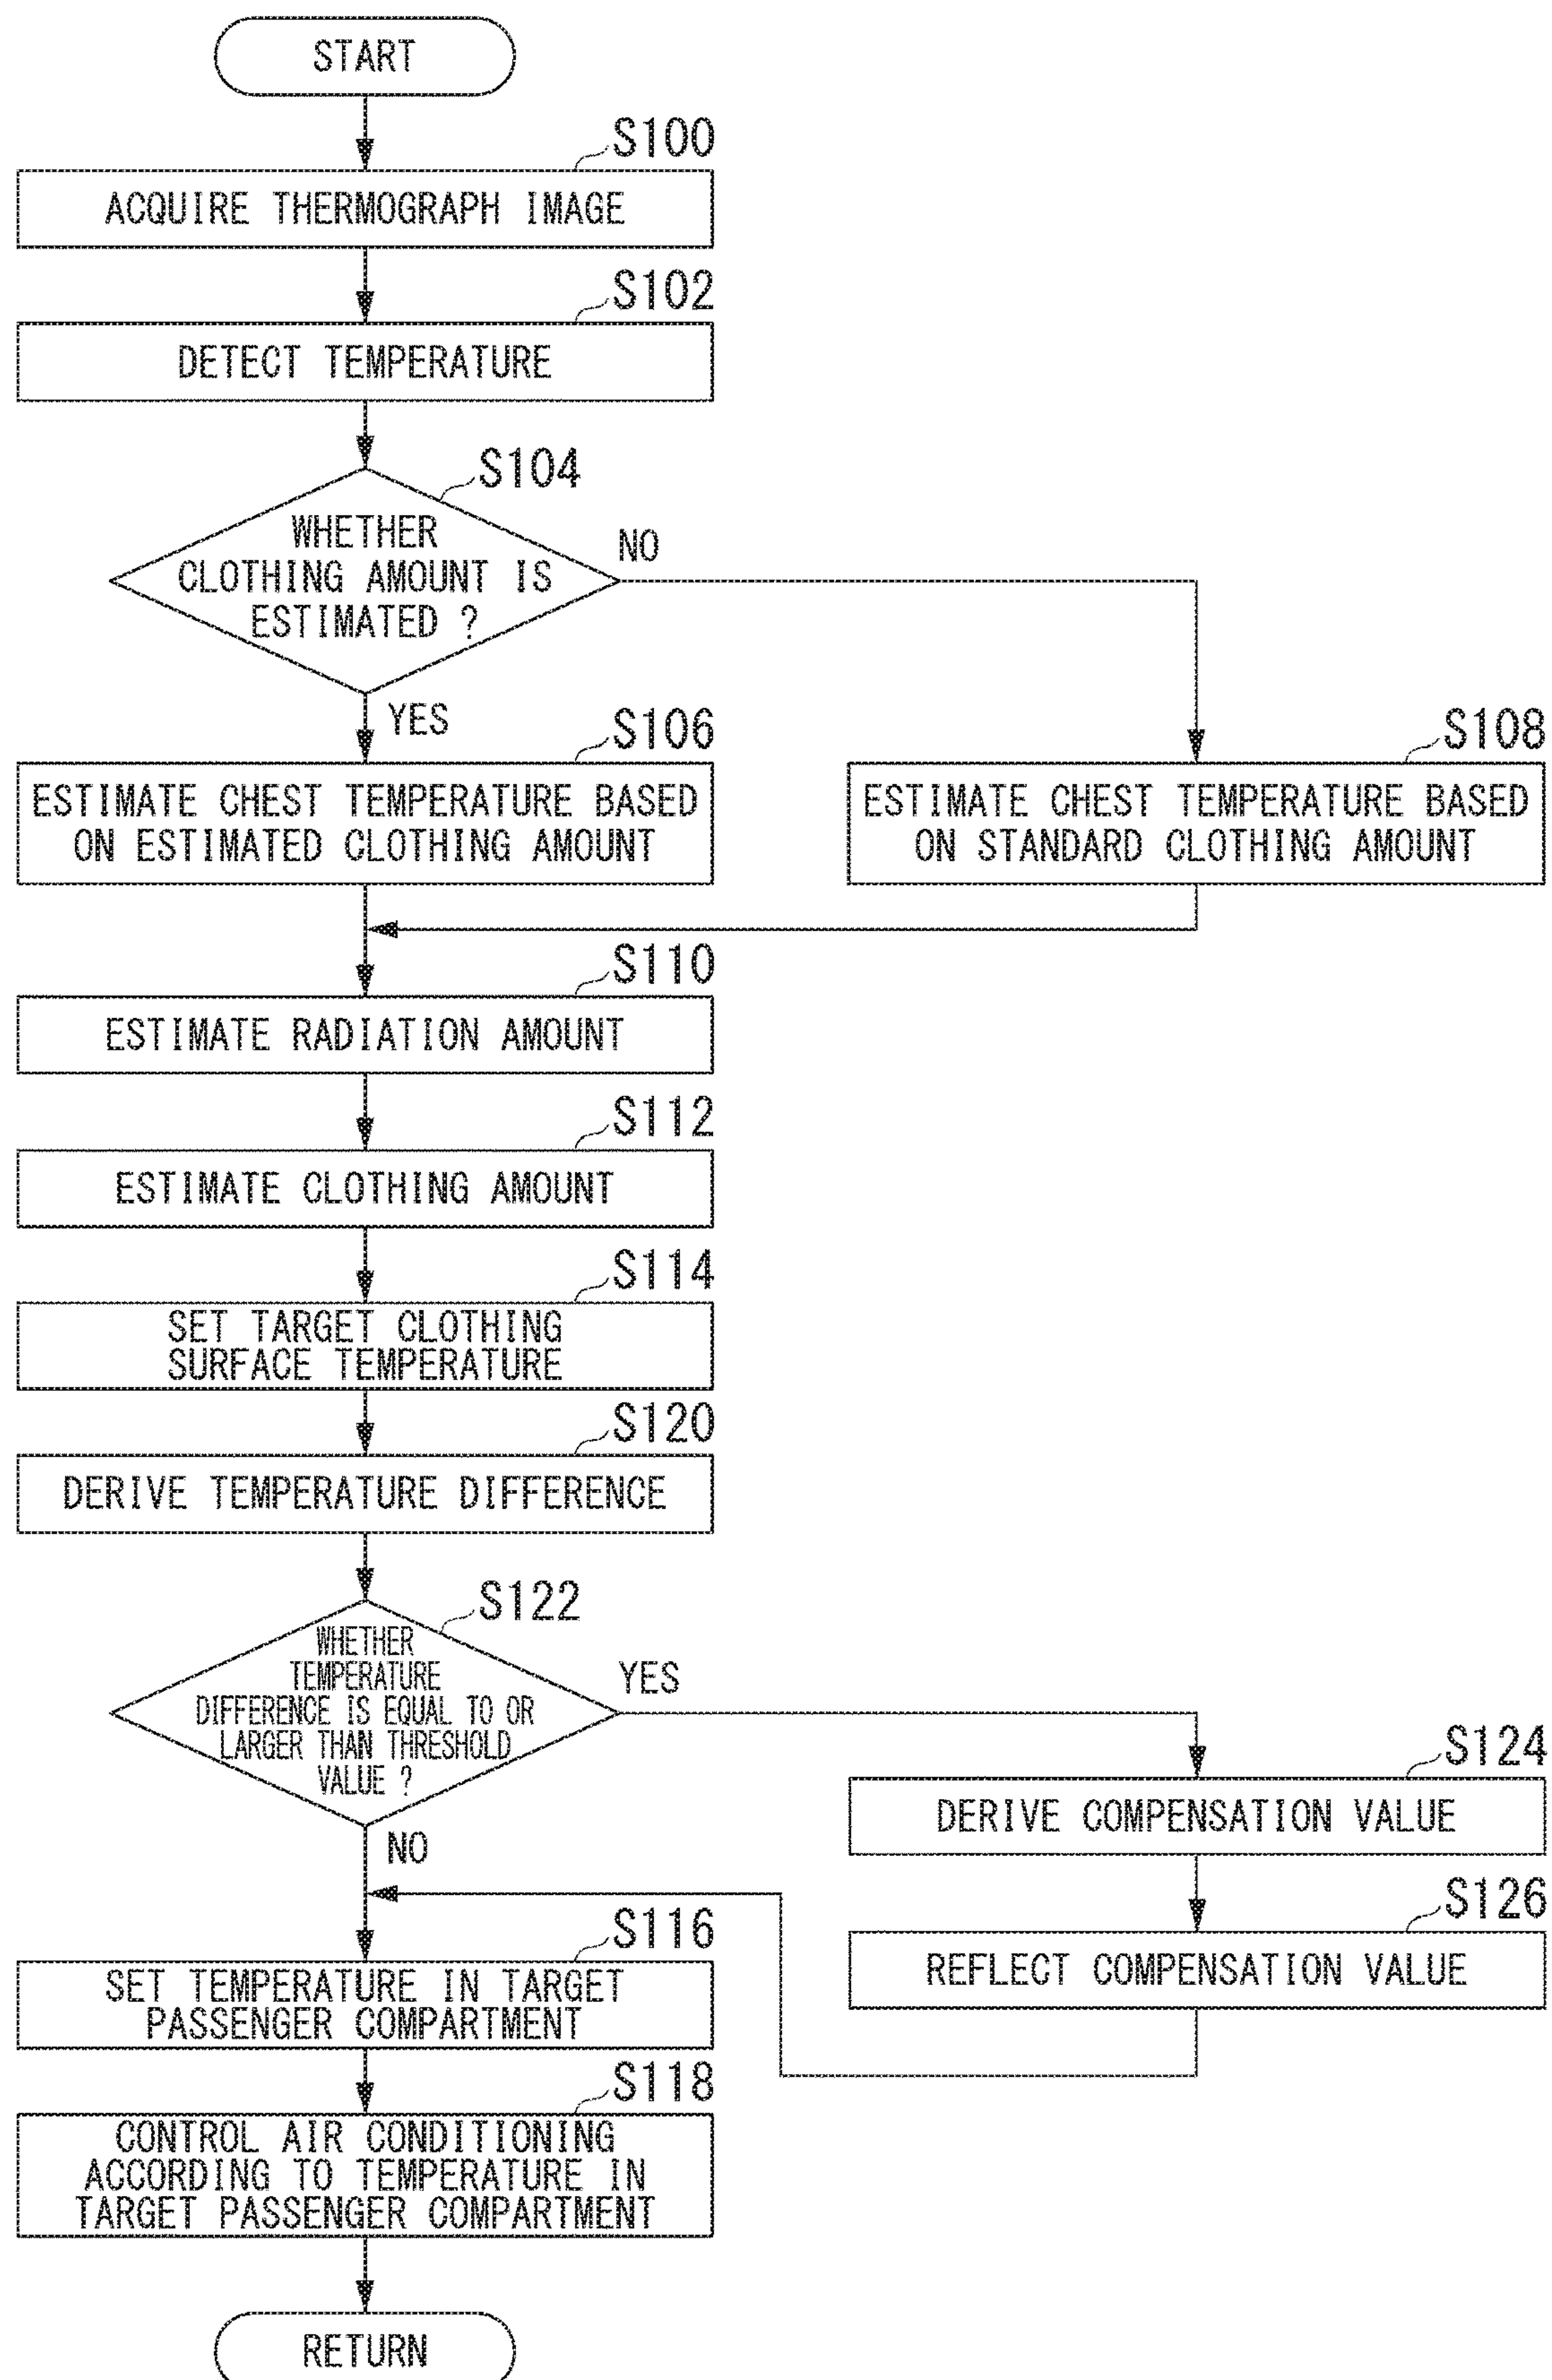 START
S100
ACQUIRE THERMOGRAPH IMAGE
S102
DETECT TEMPERATURE
S104
WHETHER
CLOTHING AMOUNT IS
ESTIMATED ?
NO
YES
S106
ESTIMATE CHEST TEMPERATURE BASED
ON ESTIMATED CLOTHING AMOUNT
S108
ESTIMATE CHEST TEMPERATURE BASED
ON STANDARD CLOTHING AMOUNT
S110
ESTIMATE RADIATION AMOUNT
S112
ESTIMATE CLOTHING AMOUNT
S114
SET TARGET CLOTHING
SURFACE TEMPERATURE
S120
DERIVE TEMPERATURE DIFFERENCE
S122
WHETHER
TEMPERATURE
DIFFERENCE IS EQUAL TO OR
LARGER THAN THRESHOLD
VALUE ?
YES
NO
S124
DERIVE COMPENSATION VALUE
S126
REFLECT COMPENSATION VALUE
S116
SET TEMPERATURE IN TARGET
PASSENGER COMPARTMENT
S118
CONTROL AIR CONDITIONING
ACCORDING TO TEMPERATURE IN
TARGET PASSENGER COMPARTMENT
RETURN